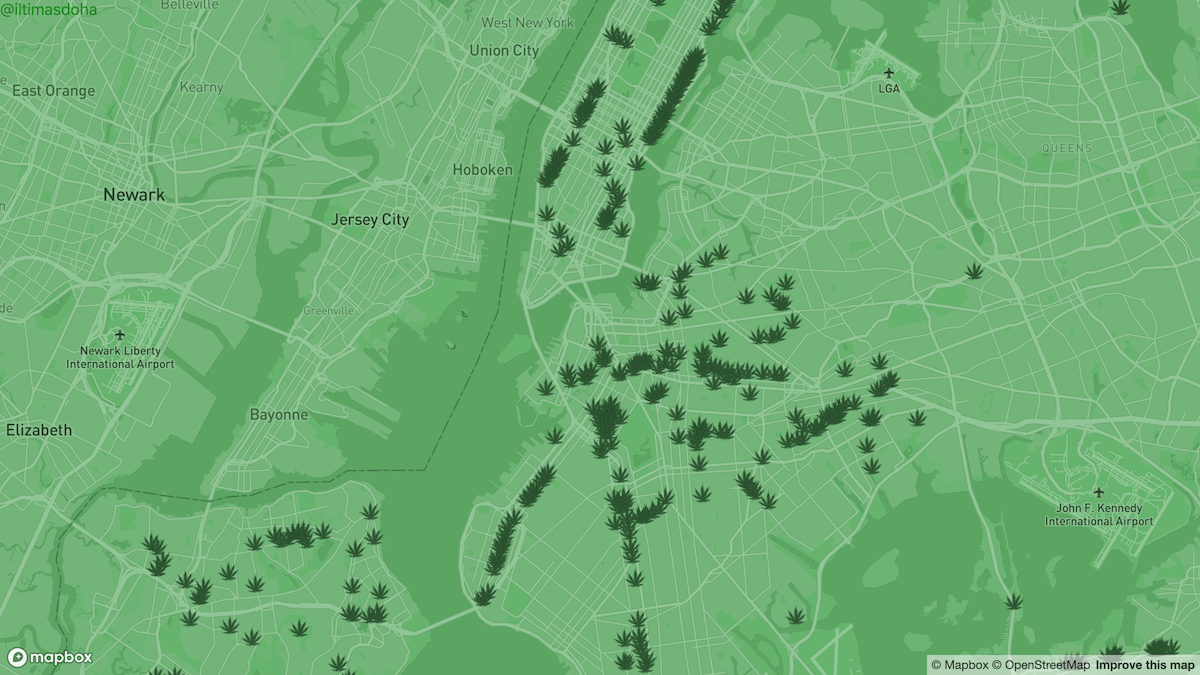 @iltimasdoha
Belleville
West New York
Union City
East Orange
Kearny
LGA
QUEENS
Hoboken
Newark
Jersey City
Greenville
Newark Liberty
International Airport
Bayonne
Elizabeth
John F. Kennedy
International Airport
mapbox
© Mapbox © OpenStreetMap Improve this map